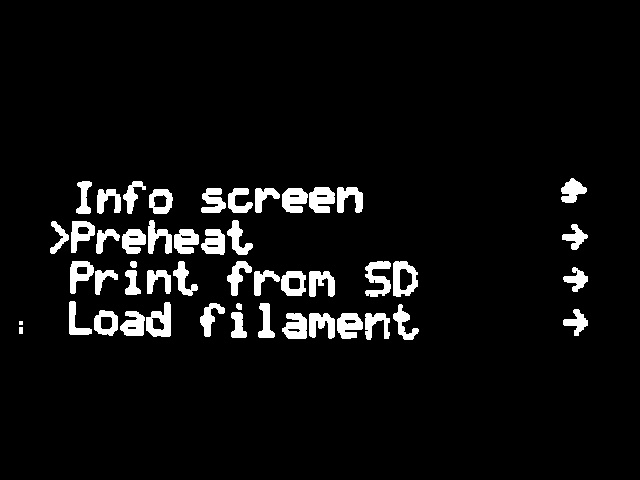 Info screen
>Preheat →
Print from SD →
Load filament →